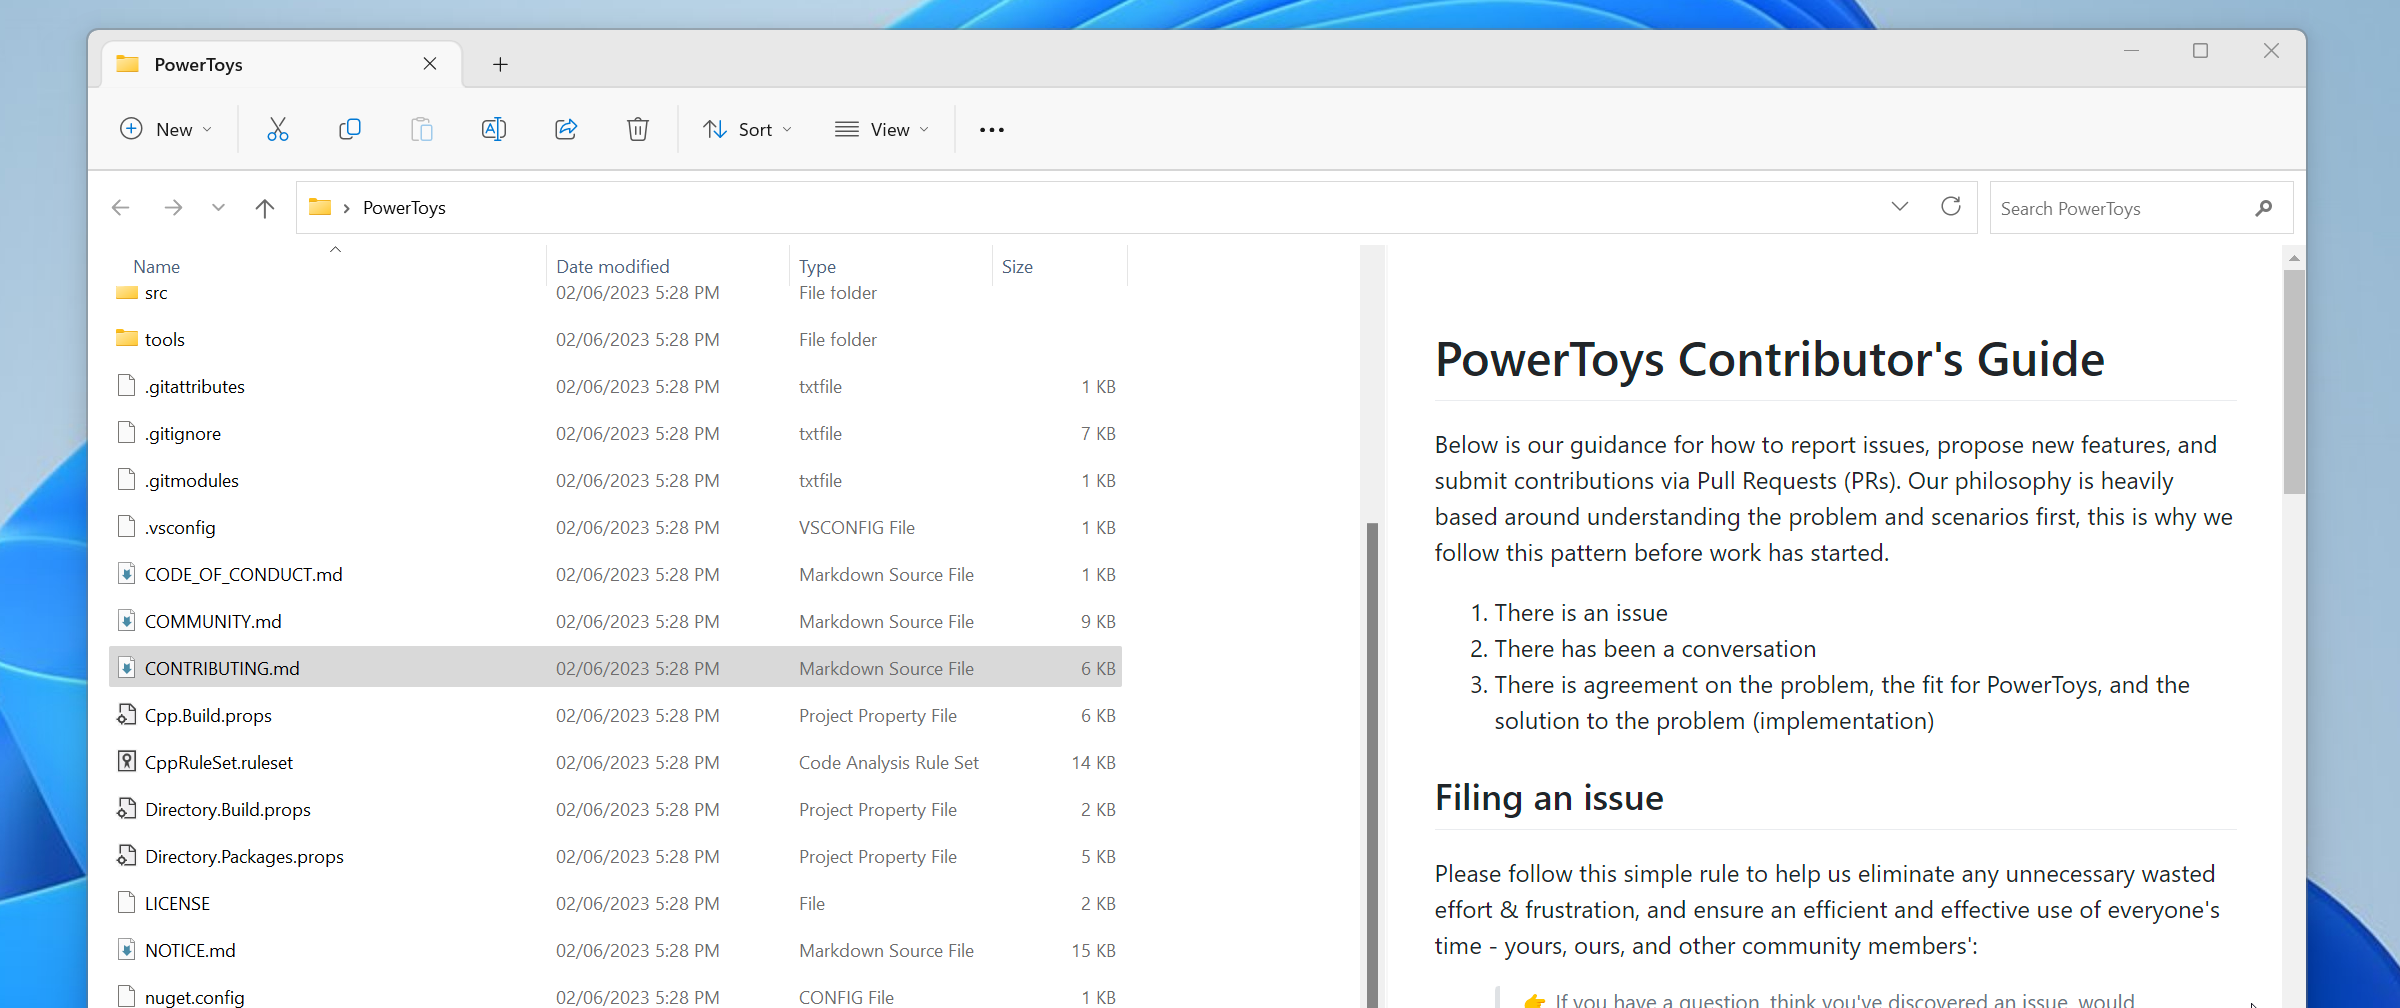 PowerToys
New
Sort
View
PowerToys
Search PowerToys
Name Date modified Type Size
src 02/06/2023 5:28 PM File folder
tools 02/06/2023 5:28 PM File folder
.gitattributes 02/06/2023 5:28 PM txtfile 1 KB
.gitignore 02/06/2023 5:28 PM txtfile 7 KB
.gitmodules 02/06/2023 5:28 PM txtfile 1 KB
.vsconfig 02/06/2023 5:28 PM VSCONFIG File 1 KB
CODE_OF_CONDUCT.md 02/06/2023 5:28 PM Markdown Source File 1 KB
COMMUNITY.md 02/06/2023 5:28 PM Markdown Source File 9 KB
CONTRIBUTING.md 02/06/2023 5:28 PM Markdown Source File 6 KB
Cpp.Build.props 02/06/2023 5:28 PM Project Property File 6 KB
CppRuleSet.ruleset 02/06/2023 5:28 PM Code Analysis Rule Set 14 KB
Directory.Build.props 02/06/2023 5:28 PM Project Property File 2 KB
Directory.Packages.props 02/06/2023 5:28 PM Project Property File 5 KB
LICENSE 02/06/2023 5:28 PM File 2 KB
NOTICE.md 02/06/2023 5:28 PM Markdown Source File 15 KB
nuget.config 02/06/2023 5:28 PM CONFIG File 1 KB
PowerToys Contributor's Guide
Below is our guidance for how to report issues, propose new features, and
submit contributions via Pull Requests (PRs). Our philosophy is heavily
based around understanding the problem and scenarios first, this is why we
follow this pattern before work has started.
1. There is an issue
2. There has been a conversation
3. There is agreement on the problem, the fit for PowerToys, and the
solution to the problem (implementation)
Filing an issue
Please follow this simple rule to help us eliminate any unnecessary wasted
effort & frustration, and ensure an efficient and effective use of everyone's
time - yours, ours, and other community members':
👉 If you have a question, think you've discovered an issue, would